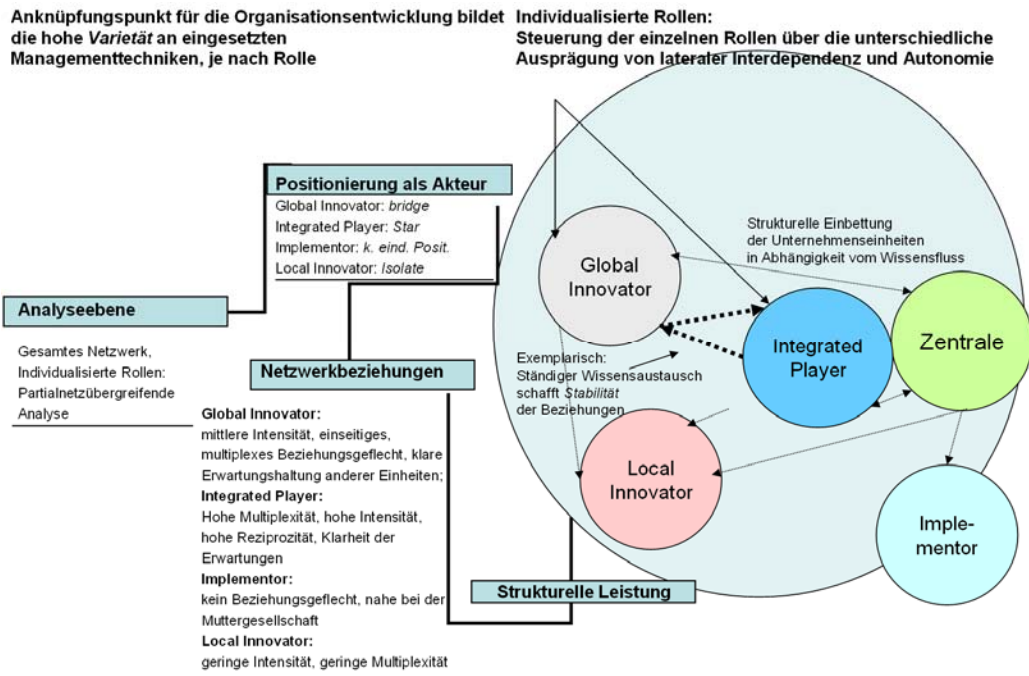 Anknüpfungspunkt für die Organisationsentwicklung bildet
die hohe Varietät an eingesetzten
Managementtechniken, je nach Rolle
Individualisierte Rollen:
Steuerung der einzelnen Rollen über die unterschiedliche
Ausprägung von lateraler Interdependenz und Autonomie
Positionierung als Akteur
Global Innovator: bridge
Integrated Player: Star
Implementor: k. eind. Posit.
Local Innovator: Isolate
Analyseebene
Gesamtes Netzwerk,
Individualisierte Rollen:
Partialnetzübergreifende
Analyse
Netzwerkbeziehungen
Global Innovator:
mittlere Intensität, einseitiges,
multiplexes Beziehungsgeflecht, klare
Erwartungshaltung anderer Einheiten;
Integrated Player:
Hohe Multiplexität, hohe Intensität,
hohe Reziprozität, Klarheit der
Erwartungen
Implementor:
kein Beziehungsgeflecht, nahe bei der
Muttergesellschaft
Local Innovator:
geringe Intensität, geringe Multiplexität
Strukturelle Leistung
Strukturelle Einbettung
der Unternehmenseinheiten
in Abhängigkeit vom Wissensfluss
Global
Innovator
Integrated
Player
Zentrale
Exemplarisch:
Ständiger Wissensaustausch
schafft Stabilität
der Beziehungen
Local
Innovator
Imple-
mentor